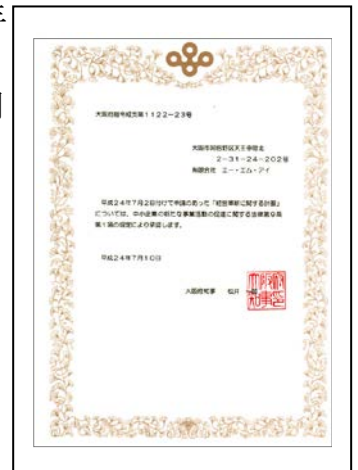 大阪府指令経支第1122-23号
大阪市阿倍野区天王寺町北
2-31-24-202号
有限会社 エー・エム・アイ
平成24年7月2日付けで申請のあった「経営革新に関する計画」
については、中小企業の新たな事業活動の促進に関する法律第9条
第1項の規定により承認します。
平成24年7月10日
大阪府知事 松井 一郎